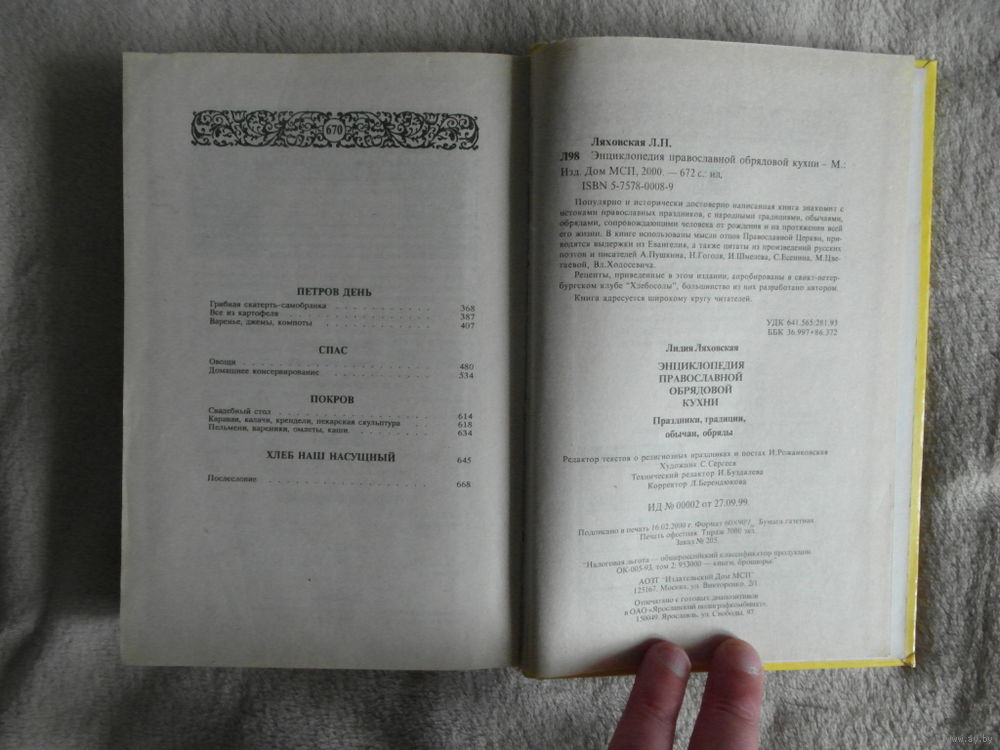 670
ПЕТРОВ ДЕНЬ
Грибная скатерть-самобранка 368
Все из картофеля 387
Варенье, джемы, компоты 407
СПАС
Овощи 480
Домашнее консервирование 534
ПОКРОВ
Свадебный стол 614
Караваи, калачи, крендели, пекарская скульптура 618
Пельмени, вареники, омлеты, каши 634
ХЛЕБ НАШ НАСУЩНЫЙ 645
Послесловие 668
Ляховская Л.П.
Л98 Энциклопедия православной обрядовой кухни – М.:
Изд. Дом МСП, 2000. — 672 с.: ил.
ISBN 5-7578-0008-9
Популярно и исторически достоверно написанная книга знакомит с
истоками православных праздников, с народными традициями, обычаями,
обрядами, сопровождающими человека от рождения и на протяжении всей
его жизни. В книге использованы мысли отцов Православной Церкви, при-
водятся выдержки из Евангелия, а также цитаты из произведений русских
поэтов и писателей А.Пушкина, Н.Гоголя, И.Шмелева, С.Есенина, М.Цве-
таевой, Вл.Ходосевича.
Рецепты, приведенные в этом издании, апробированы в санкт-петер-
бургском клубе "Хлебосолы", большинство из них разработано автором.
Книга адресуется широкому кругу читателей.
УДК 641.565:281.93
ББК 36.997+86.372
Лидия Ляховская
ЭНЦИКЛОПЕДИЯ
ПРАВОСЛАВНОЙ
ОБРЯДОВОЙ
КУХНИ
Праздники, традиции,
обычаи, обряды
Редактор текстов о религиозных праздниках и постах И.Рожанковская
Художник С.Сергеев
Технический редактор И.Буздалева
Корректор Л.Берендюкова
ИД № 00002 от 27.09.99.
Подписано в печать 16.02.2000 г. Формат 60X90 Бумага газетная
Печать офсетная Тираж 7000 экз.
Заказ № 205.
"Налоговая льгота — общероссийский классификатор продукции
ОК-005-93, том 2: 953000 — книги, брошюры."
АОЗТ "Издательский Дом МСП"
125167. Москва, ул. Викторенко. 2/1.
Отпечатано с готовых диапозитивов
в ОАО «Ярославский полиграфкомбинат».
150049. Ярославль, ул. Свободы, 97.
www.ay.by